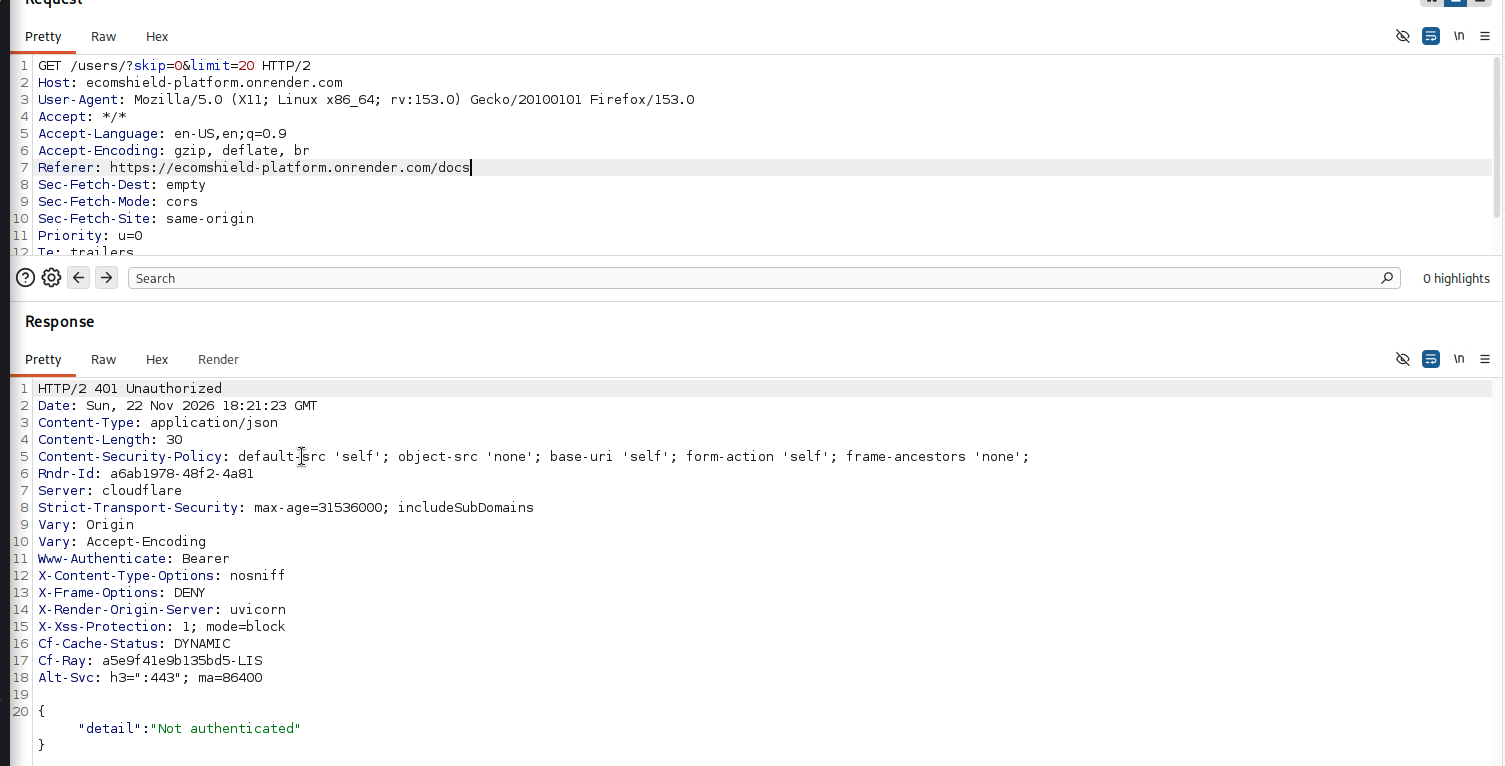 Request
Pretty Raw Hex \n
1 GET /users/?skip=0&limit=20 HTTP/2
2 Host: ecomshield-platform.onrender.com
3 User-Agent: Mozilla/5.0 (X11; Linux x86_64; rv:153.0) Gecko/20100101 Firefox/153.0
4 Accept: */*
5 Accept-Language: en-US,en;q=0.9
6 Accept-Encoding: gzip, deflate, br
7 Referer: https://ecomshield-platform.onrender.com/docs
8 Sec-Fetch-Dest: empty
9 Sec-Fetch-Mode: cors
10 Sec-Fetch-Site: same-origin
11 Priority: u=0
12 Te: trailers
Search 0 highlights
Response
Pretty Raw Hex Render \n
1 HTTP/2 401 Unauthorized
2 Date: Sun, 22 Nov 2026 18:21:23 GMT
3 Content-Type: application/json
4 Content-Length: 30
5 Content-Security-Policy: default-src 'self'; object-src 'none'; base-uri 'self'; form-action 'self'; frame-ancestors 'none';
6 Rndr-Id: a6ab1978-48f2-4a81
7 Server: cloudflare
8 Strict-Transport-Security: max-age=31536000; includeSubDomains
9 Vary: Origin
10 Vary: Accept-Encoding
11 Www-Authenticate: Bearer
12 X-Content-Type-Options: nosniff
13 X-Frame-Options: DENY
14 X-Render-Origin-Server: uvicorn
15 X-Xss-Protection: 1; mode=block
16 Cf-Cache-Status: DYNAMIC
17 Cf-Ray: a5e9f41e9b135bd5-LIS
18 Alt-Svc: h3=":443"; ma=86400
19
20 {
"detail":"Not authenticated"
}